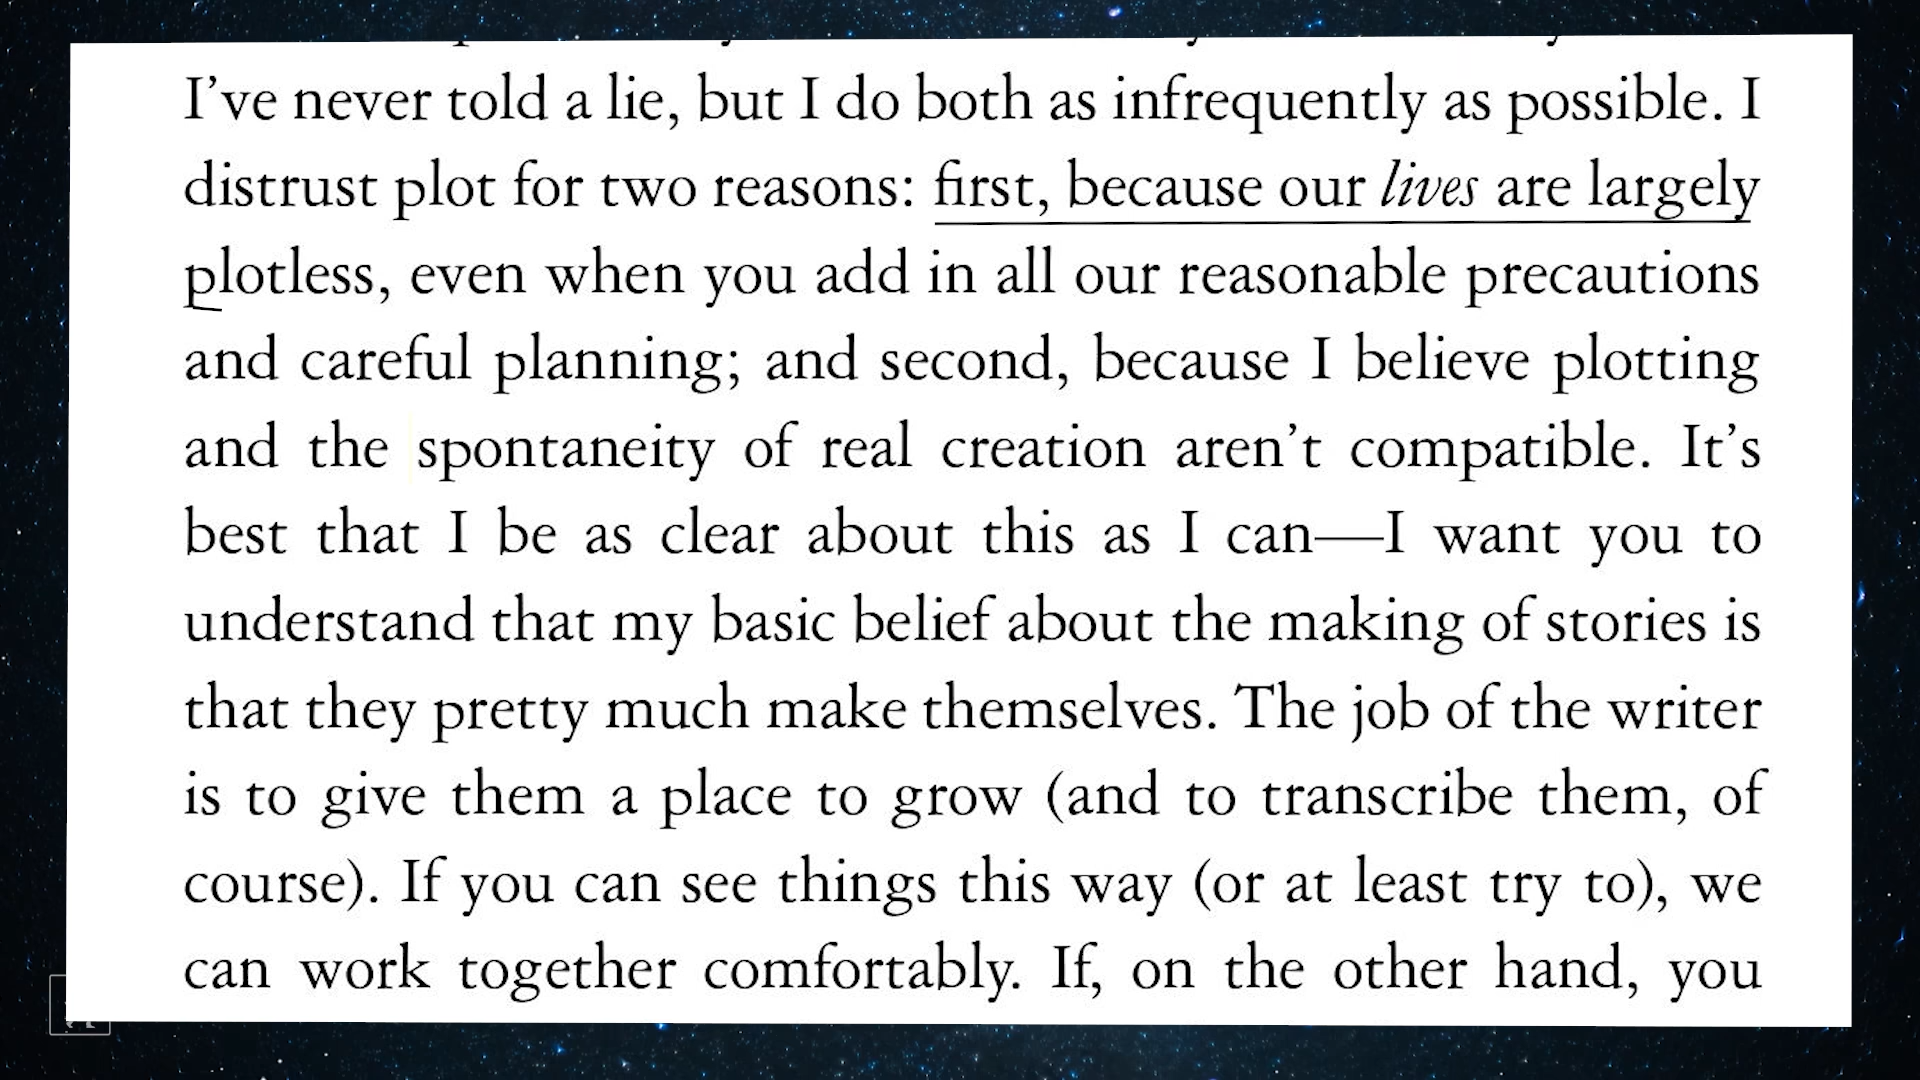 I’ve never told a lie, but I do both as infrequently as possible. I
distrust plot for two reasons: first, because our lives are largely
plotless, even when you add in all our reasonable precautions
and careful planning; and second, because I believe plotting
and the spontaneity of real creation aren’t compatible. It’s
best that I be as clear about this as I can—I want you to
understand that my basic belief about the making of stories is
that they pretty much make themselves. The job of the writer
is to give them a place to grow (and to transcribe them, of
course). If you can see things this way (or at least try to), we
can work together comfortably. If, on the other hand, you